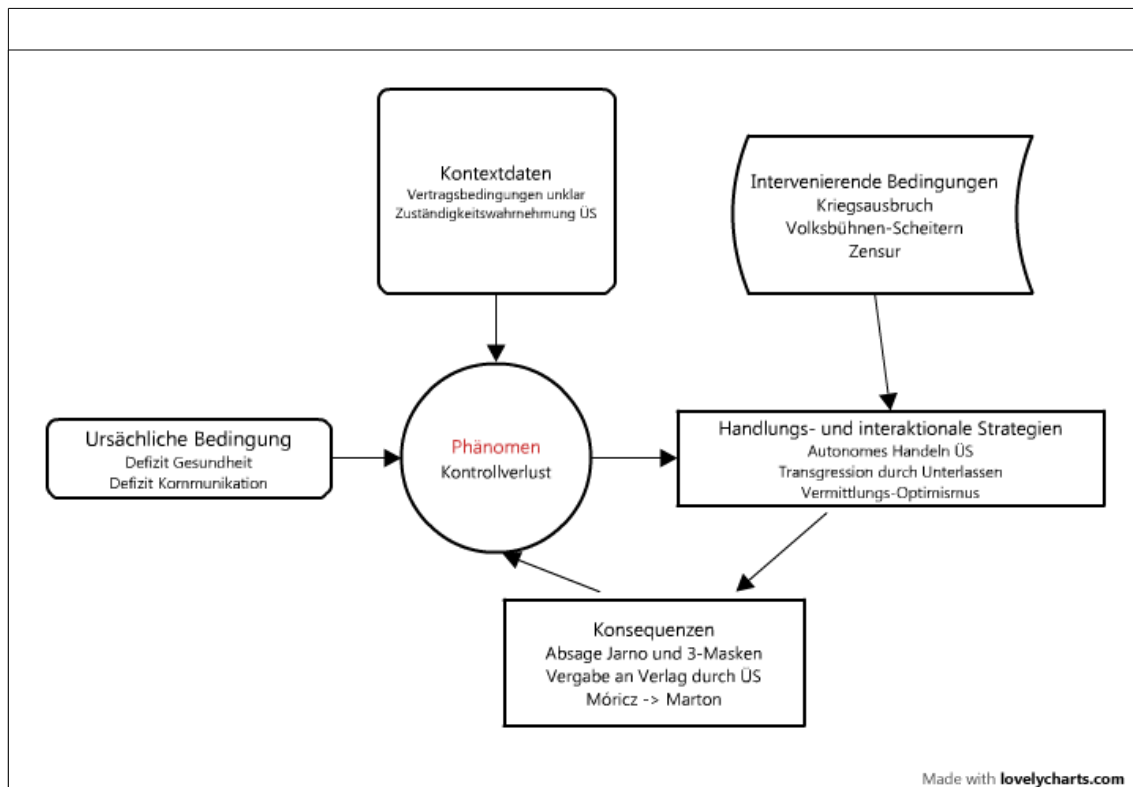 Kontextdaten
Vertragsbedingungen unklar
Zuständigkeitswahrnehmung ÜS
Intervenierende Bedingungen
Kriegsausbruch
Volksbühnen-Scheitern
Zensur
Ursächliche Bedingung
Defizit Gesundheit
Defizit Kommunikation
Phänomen
Kontrollverlust
Handlungs- und interaktionale Strategien
Autonomes Handeln ÜS
Transgression durch Unterlassen
Vermittlungs-Optimismus
Konsequenzen
Absage Jarno und 3-Masken
Vergabe an Verlag durch ÜS
Móricz -> Marton
Made with lovelycharts.com